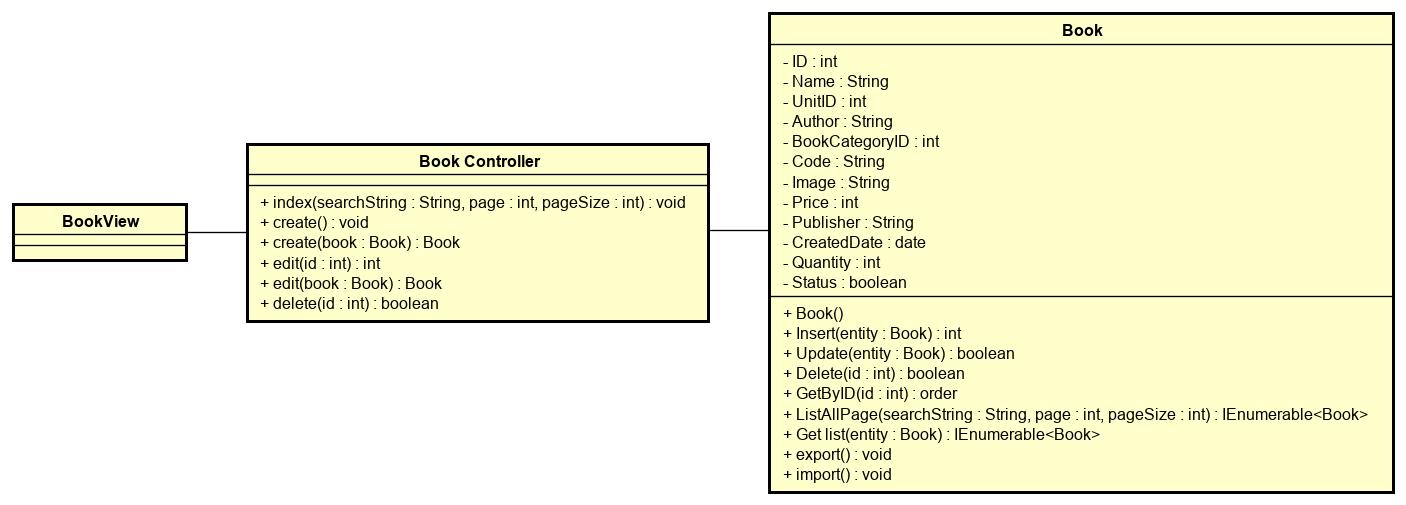 BookView
Book Controller
+ index(searchString : String, page : int, pageSize : int) : void
+ create() : void
+ create(book : Book) : Book
+ edit(id : int) : int
+ edit(book : Book) : Book
+ delete(id : int) : boolean
Book
- ID : int
- Name : String
- UnitID : int
- Author : String
- BookCategoryID : int
- Code : String
- Image : String
- Price : int
- Publisher : String
- CreatedDate : date
- Quantity : int
- Status : boolean
+ Book()
+ Insert(entity : Book) : int
+ Update(entity : Book) : boolean
+ Delete(id : int) : boolean
+ GetByID(id : int) : order
+ ListAllPage(searchString : String, page : int, pageSize : int) : IEnumerable<Book>
+ Get list(entity : Book) : IEnumerable<Book>
+ export() : void
+ import() : void